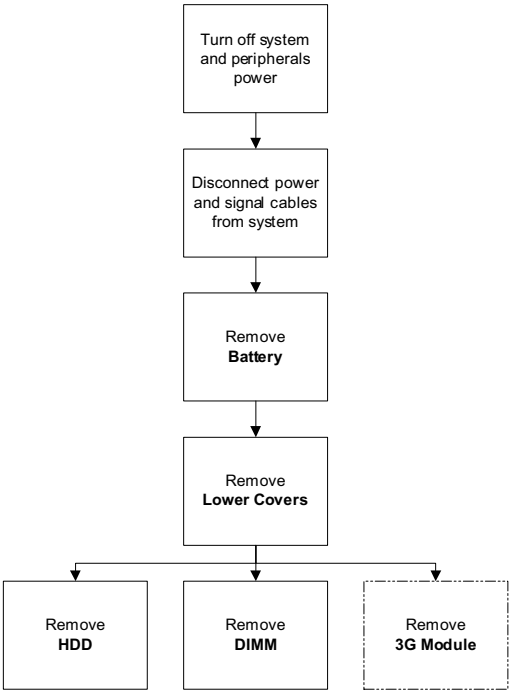 Turn off system
and peripherals
power
Disconnect power
and signal cables
from system
Remove
Battery
Remove
Lower Covers
Remove
HDD
Remove
DIMM
Remove
3G Module